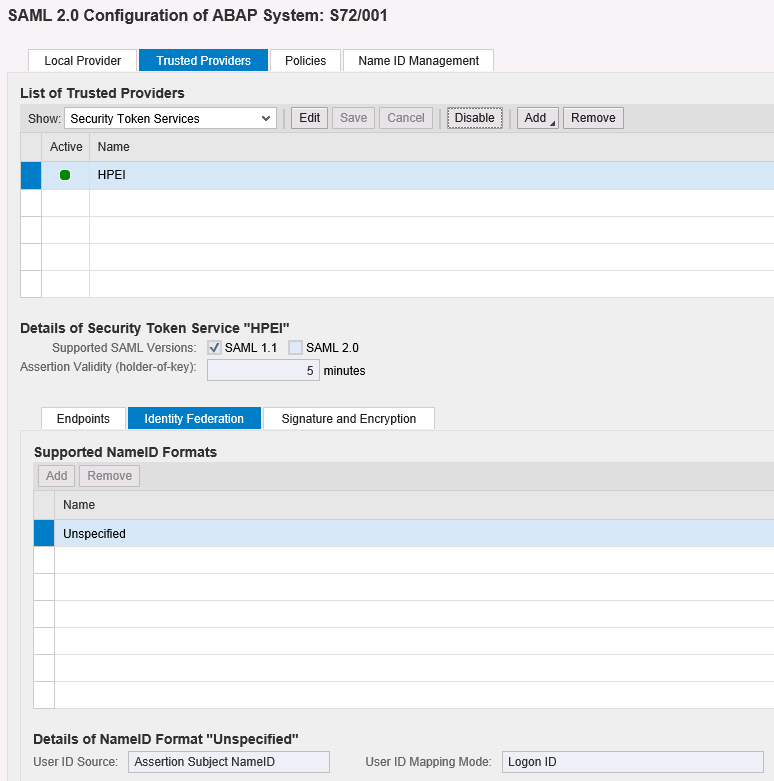 SAML 2.0 Configuration of ABAP System: S72/001
Local Provider Trusted Providers Policies Name ID Management
List of Trusted Providers
Show: Security Token Services Edit Save Cancel Disable Add Remove
Active Name
HPEI
Details of Security Token Service "HPEI"
Supported SAML Versions: SAML 1.1 SAML 2.0
Assertion Validity (holder-of-key): 5 minutes
Endpoints Identity Federation Signature and Encryption
Supported NameID Formats
Add Remove
Name
Unspecified
Details of NameID Format "Unspecified"
User ID Source: Assertion Subject NameID User ID Mapping Mode: Logon ID